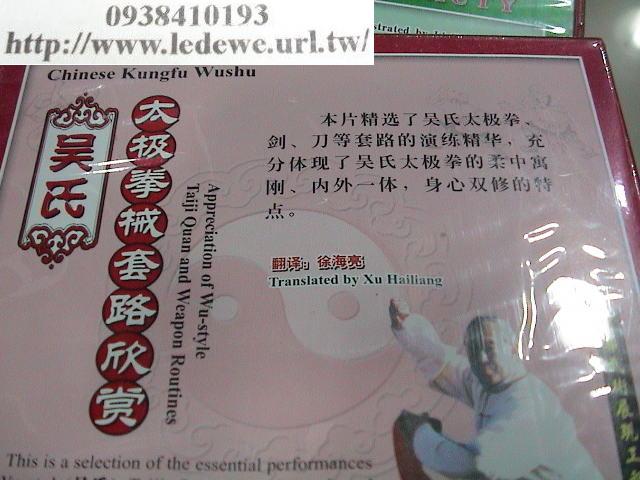 0938410193
http://www.ledewe.url.tw/
Chinese Kungfu Wushu
吴氏
太极拳械套路欣赏
Appreciation of Wu-style
Taiji Quan and Weapon Routines
本片精选了吴氏太极拳、
剑、刀等套路的演练精华，充
分体现了吴氏太极拳的柔中寓
刚、内外一体，身心双修的特
点。
翻译：徐海亮
Translated by Xu Hailiang
This is a selection of the essential performances